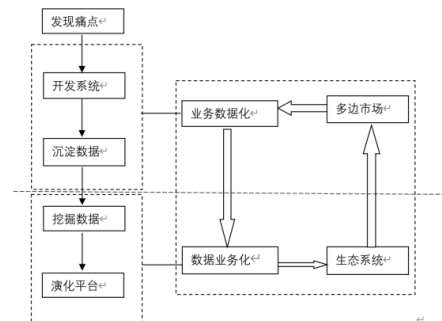 发现痛点
开发系统
沉淀数据
挖掘数据
演化平台
业务数据化
多边市场
数据业务化
生态系统